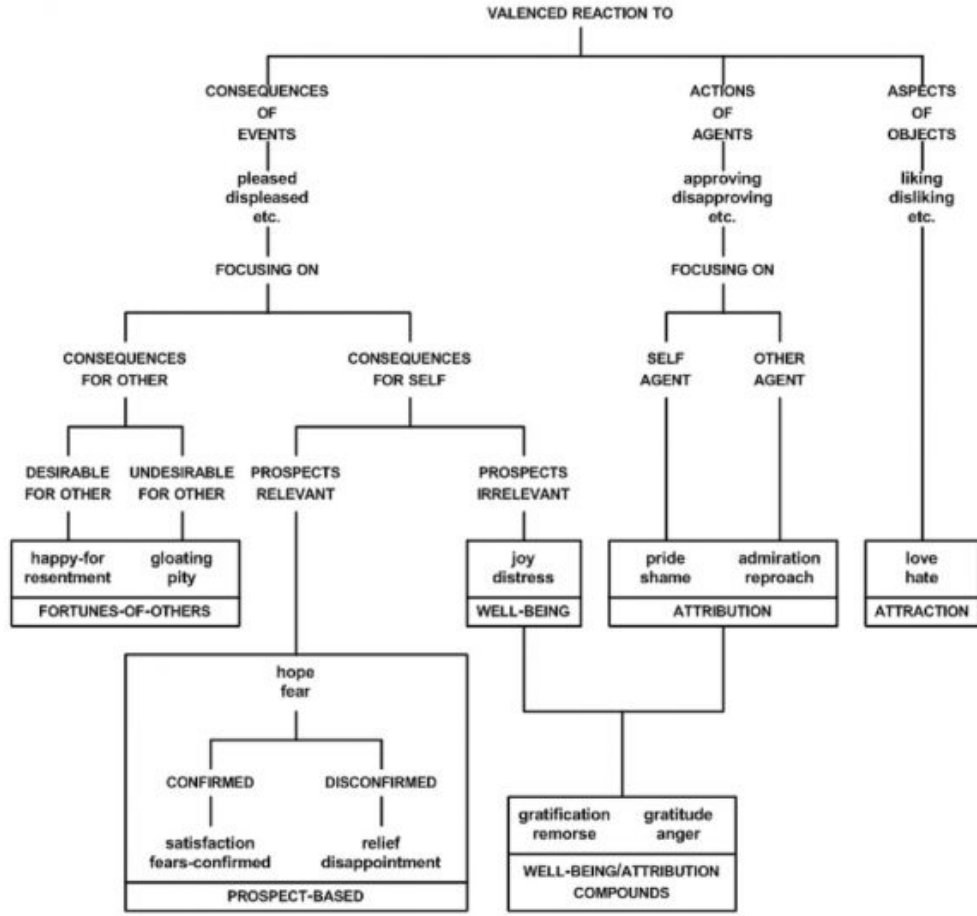 VALENCED REACTION TO
CONSEQUENCES
OF
EVENTS
ACTIONS
OF
AGENTS
ASPECTS
OF
OBJECTS
pleased
displeased
etc.
approving
disapproving
etc.
liking
disliking
etc.
FOCUSING ON
FOCUSING ON
CONSEQUENCES
FOR OTHER
CONSEQUENCES
FOR SELF
SELF
AGENT
OTHER
AGENT
DESIRABLE
FOR OTHER
UNDESIRABLE
FOR OTHER
PROSPECTS
RELEVANT
PROSPECTS
IRRELEVANT
happy-for
resentment
gloating
pity
FORTUNES-OF-OTHERS
joy
distress
WELL-BEING
pride
shame
admiration
reproach
ATTRIBUTION
love
hate
ATTRACTION
hope
fear
CONFIRMED
DISCONFIRMED
satisfaction
fears-confirmed
relief
disappointment
PROSPECT-BASED
gratification
remorse
gratitude
anger
WELL-BEING/ATTRIBUTION
COMPOUNDS